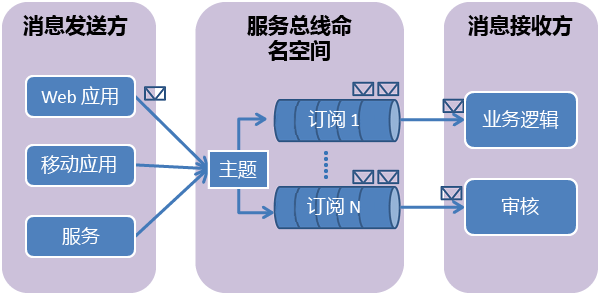 消息发送方
服务总线命
名空间
消息接收方
Web 应用
移动应用
服务
主题
订阅 1
订阅 N
业务逻辑
审核